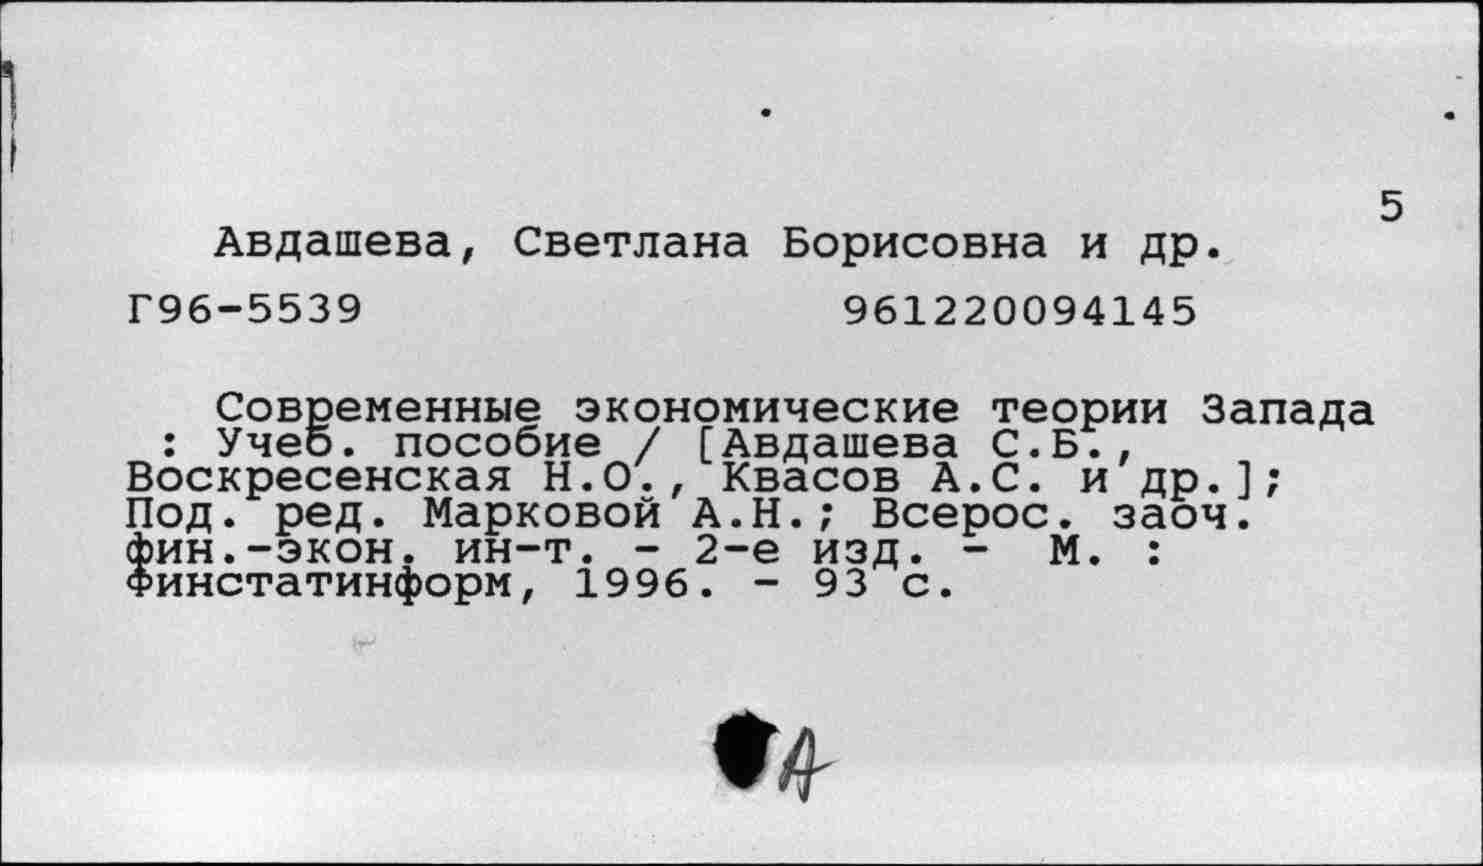 5
Авдашева, Светлана Борисовна и др.
Г96-5539 961220094145
Современные экономические теории Запада
: Учеб. пособие / [Авдашева С.Б.,
Воскресенская Н.О., Квасов А.С. и др.];
Под. ред. Марковой А.Н.; Всерос. заоч.
фин.-экон. ин-т. - 2-е изд. - М. :
Финстатинформ, 1996. - 93 с.
А